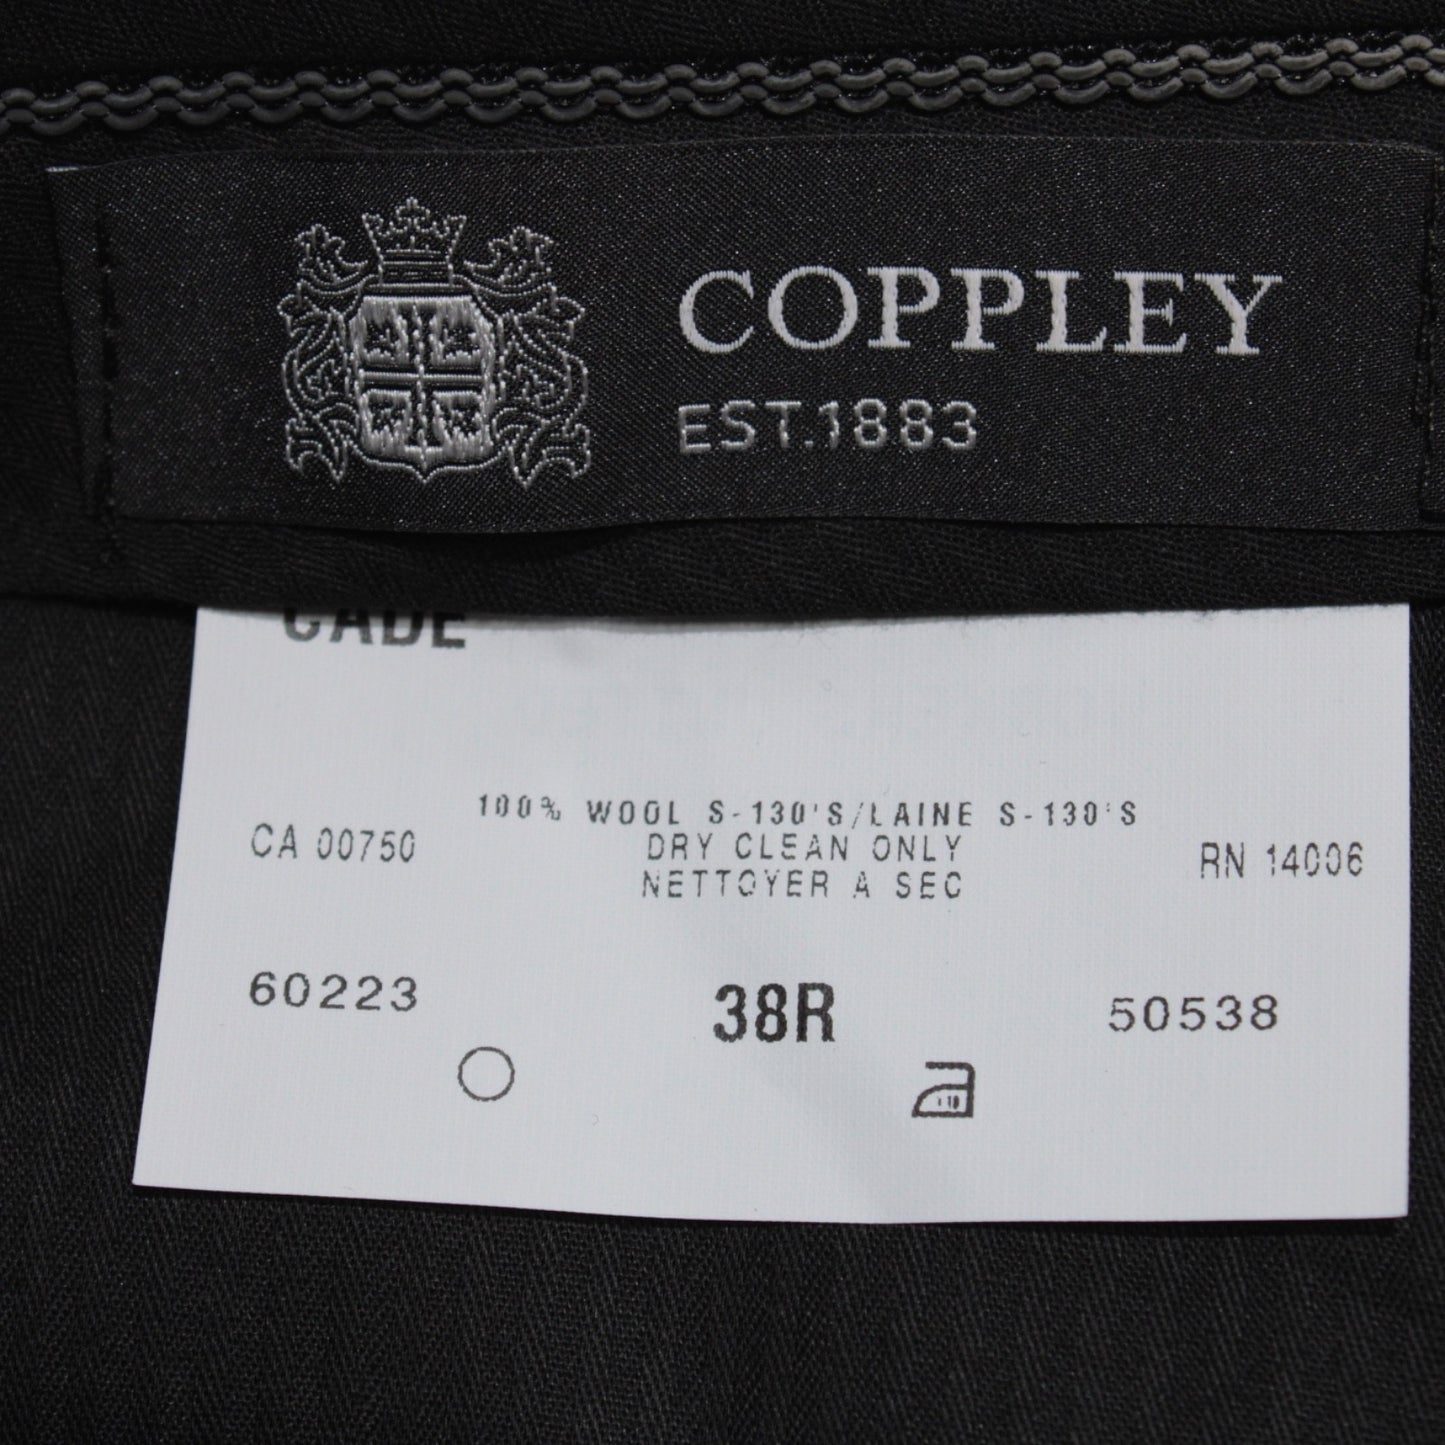 COPPLEY
EST.1883
CADE
100% WOOL S-130'S/LAINE S-130'S
CA 00750 DRY CLEAN ONLY RN 14006
NETTOYER A SEC
60223 38R 50538